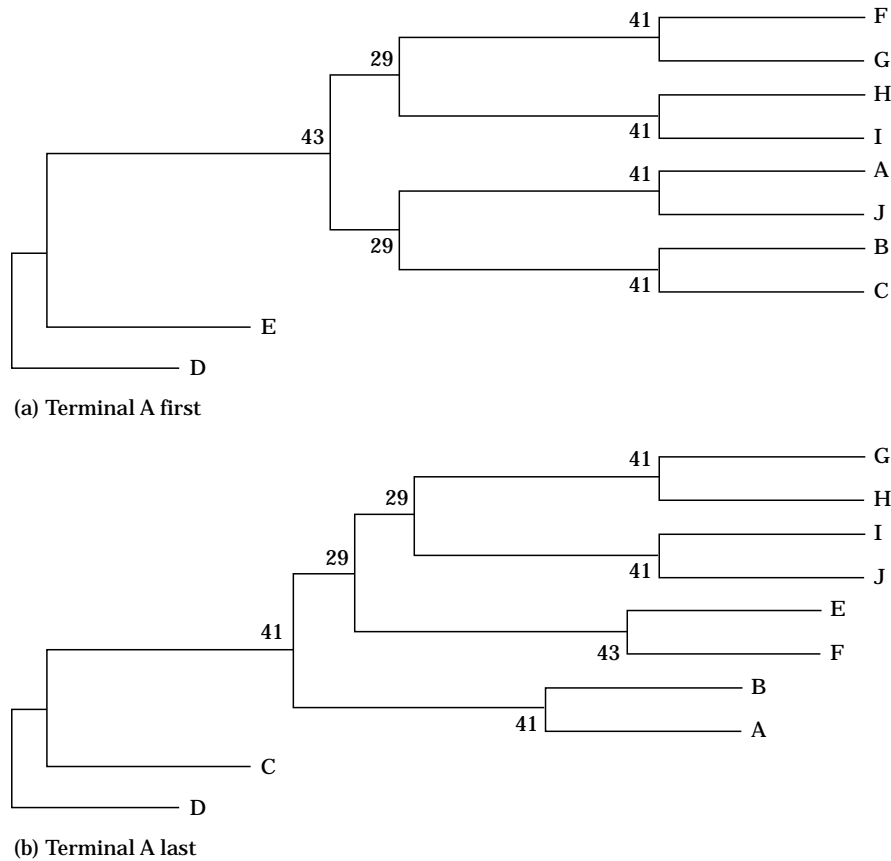 41 F
29 G
H
43 41 I
41 A
J
29 B
41 C
E
D
(a) Terminal A first
41 G
29 H
I
29 41 J
E
41 43 F
B
41 A
C
D
(b) Terminal A last